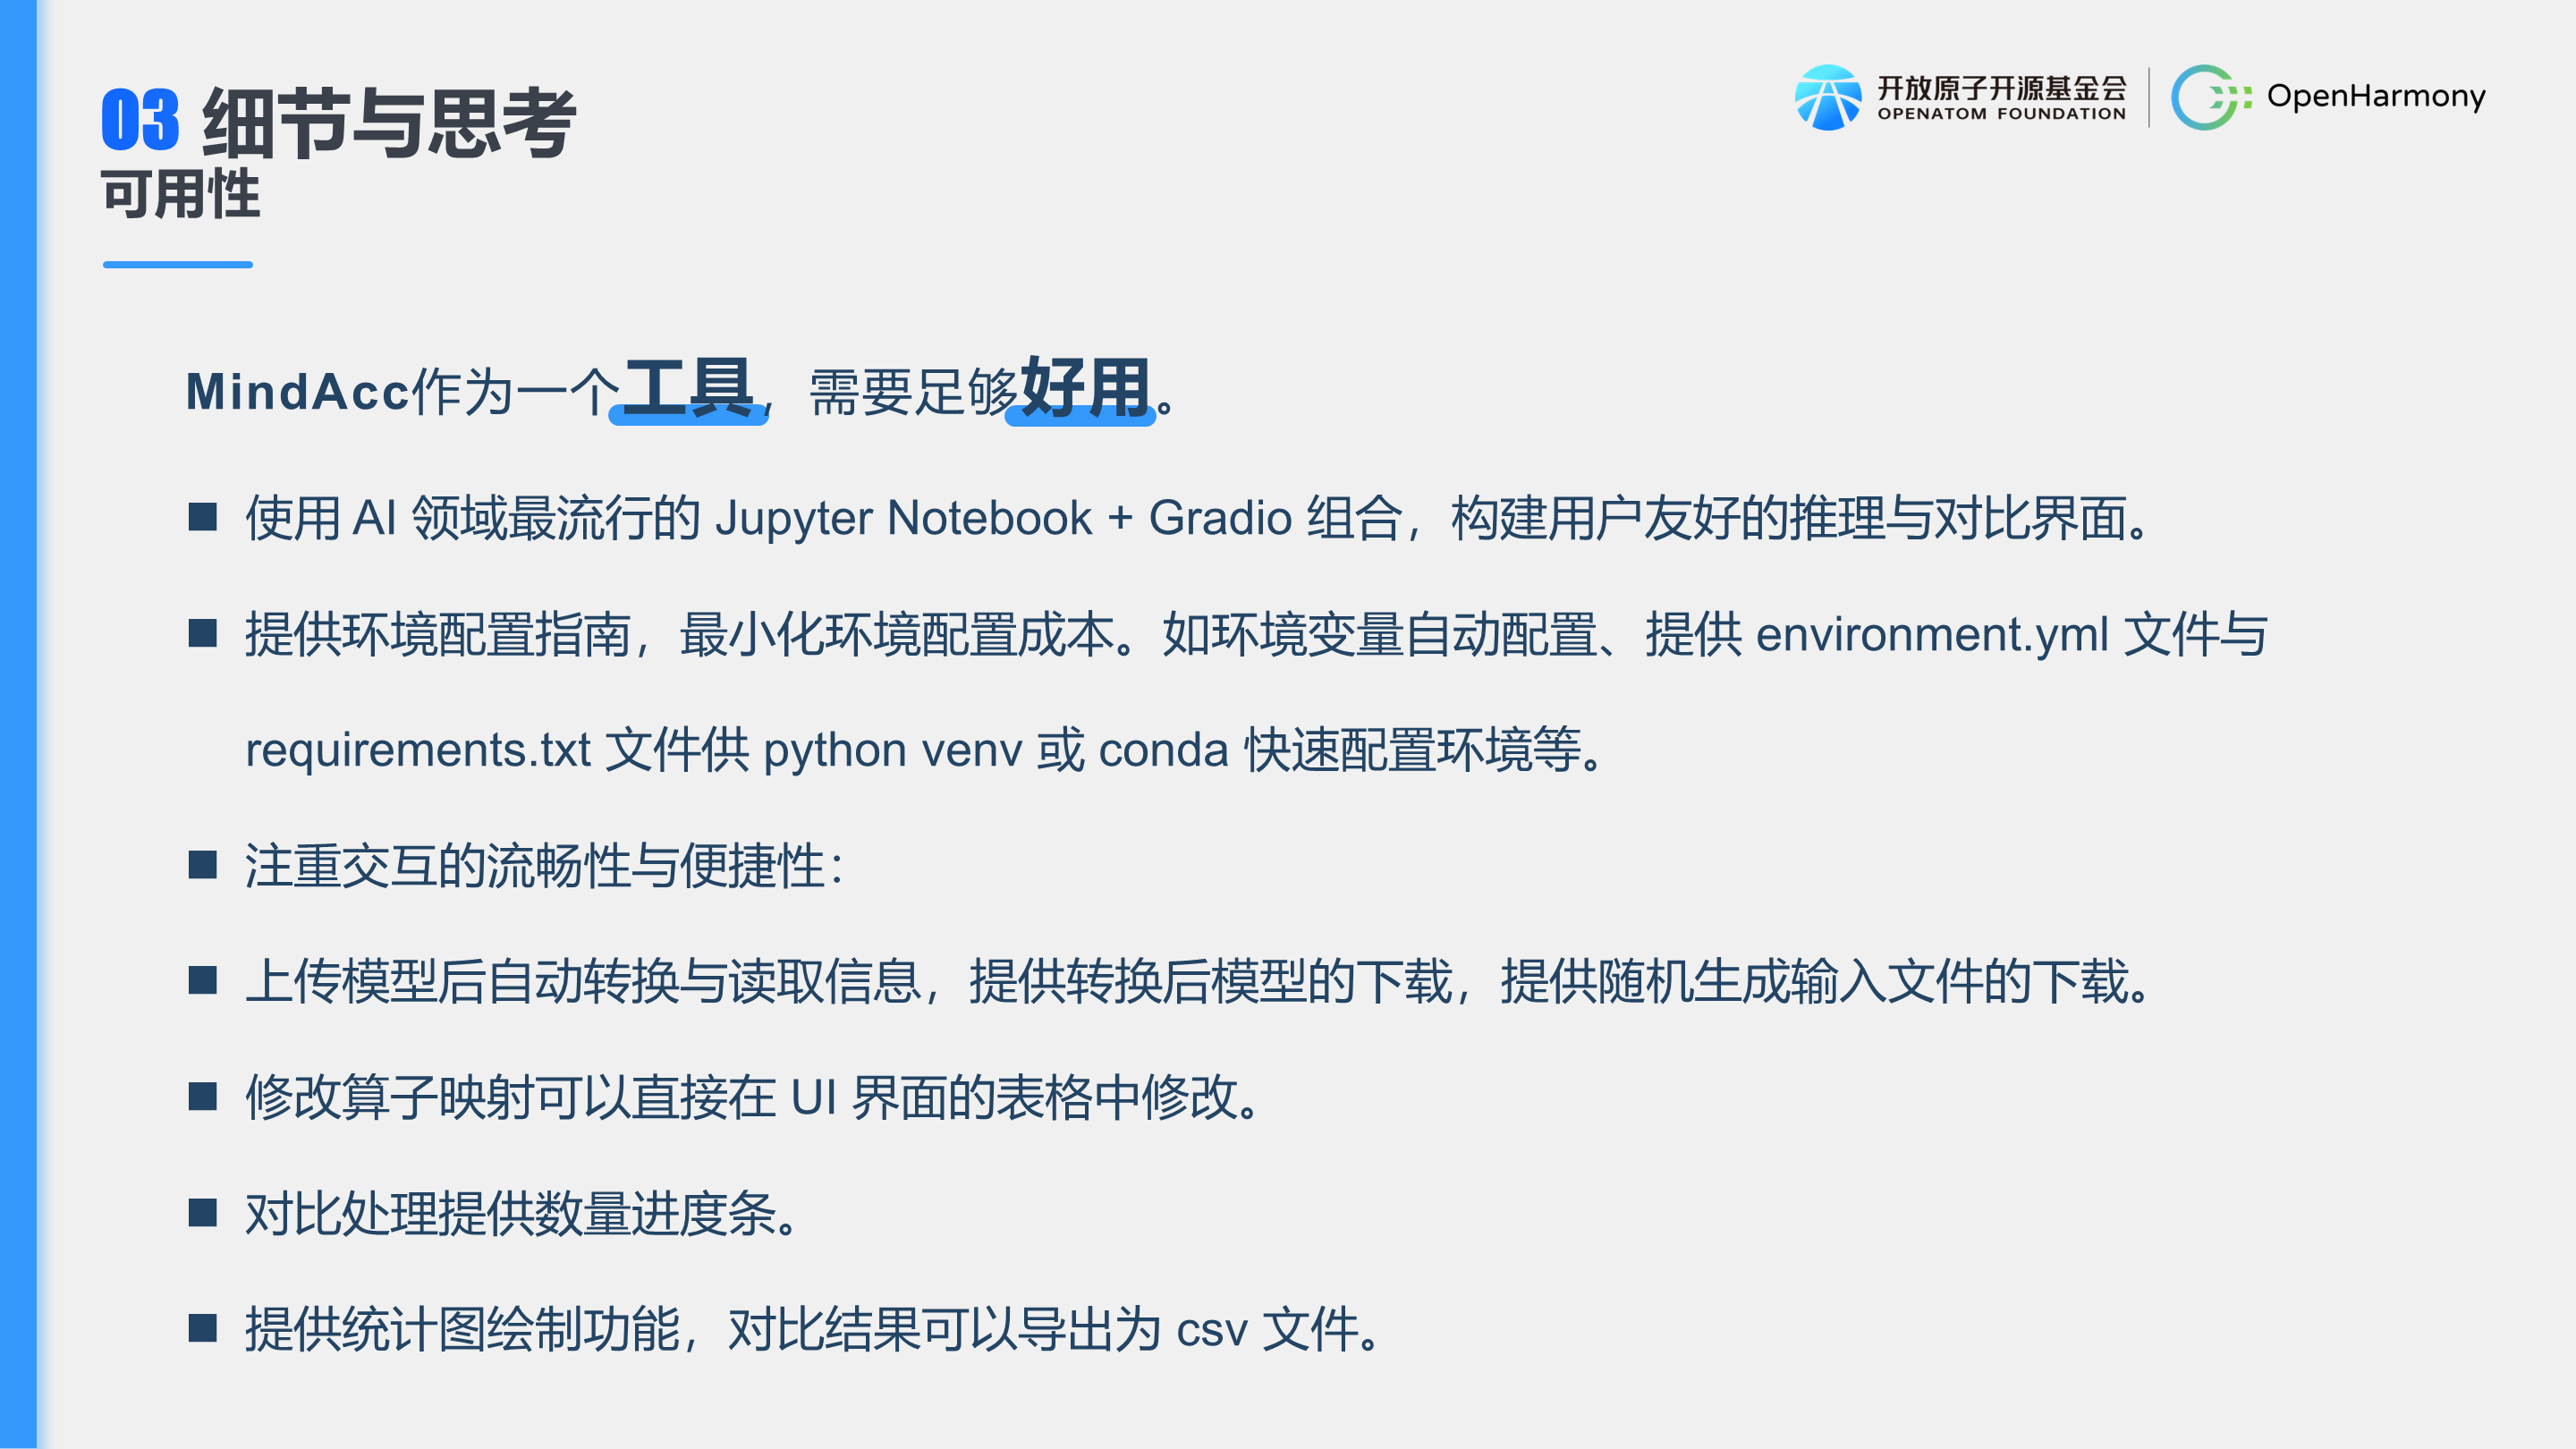 03 细节与思考
可用性
开放原子开源基金会
OPENATOM FOUNDATION
OpenHarmony
MindAcc作为一个工具，需要足够好用。
■ 使用 AI 领域最流行的 Jupyter Notebook + Gradio 组合，构建用户友好的推理与对比界面。
■ 提供环境配置指南，最小化环境配置成本。如环境变量自动配置、提供 environment.yml 文件与
requirements.txt 文件供 python venv 或 conda 快速配置环境等。
■ 注重交互的流畅性与便捷性：
■ 上传模型后自动转换与读取信息，提供转换后模型的下载，提供随机生成输入文件的下载。
■ 修改算子映射可以直接在 UI 界面的表格中修改。
■ 对比处理提供数量进度条。
■ 提供统计图绘制功能，对比结果可以导出为 csv 文件。